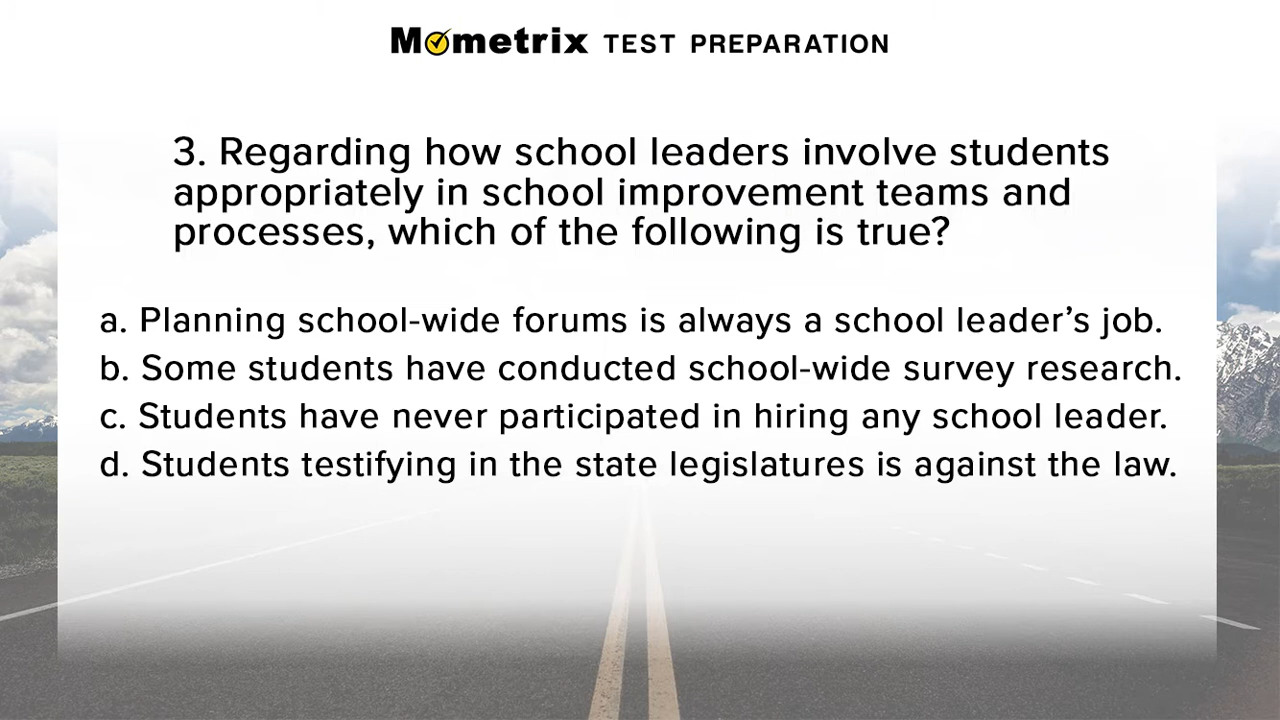 Mometrix TEST PREPARATION
3. Regarding how school leaders involve students
appropriately in school improvement teams and
processes, which of the following is true?
a. Planning school-wide forums is always a school leader’s job.
b. Some students have conducted school-wide survey research.
c. Students have never participated in hiring any school leader.
d. Students testifying in the state legislatures is against the law.